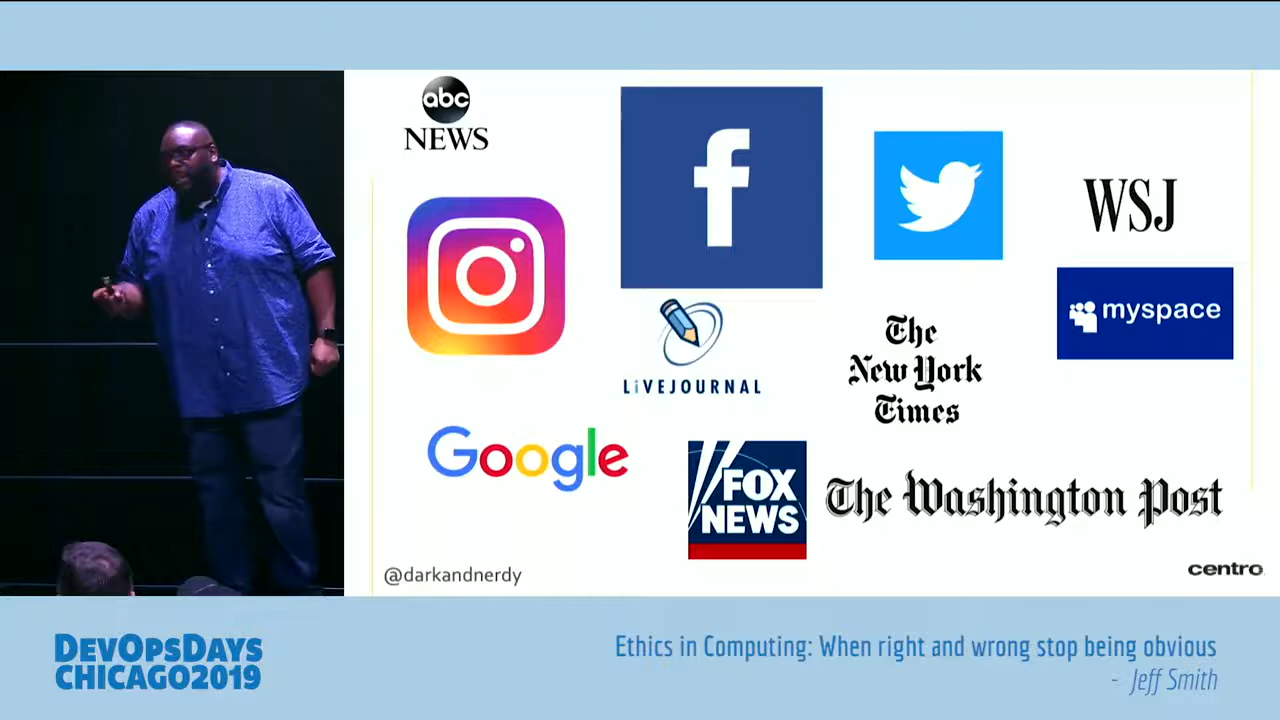 abc
NEWS
f
WSJ
myspace
LiVEJOURNAL
The
New York
Times
Google
FOX
NEWS
The Washington Post
@darkandnerdy
centro
DEVOPSDAYS
CHICAGO2019
Ethics in Computing: When right and wrong stop being obvious
- Jeff Smith